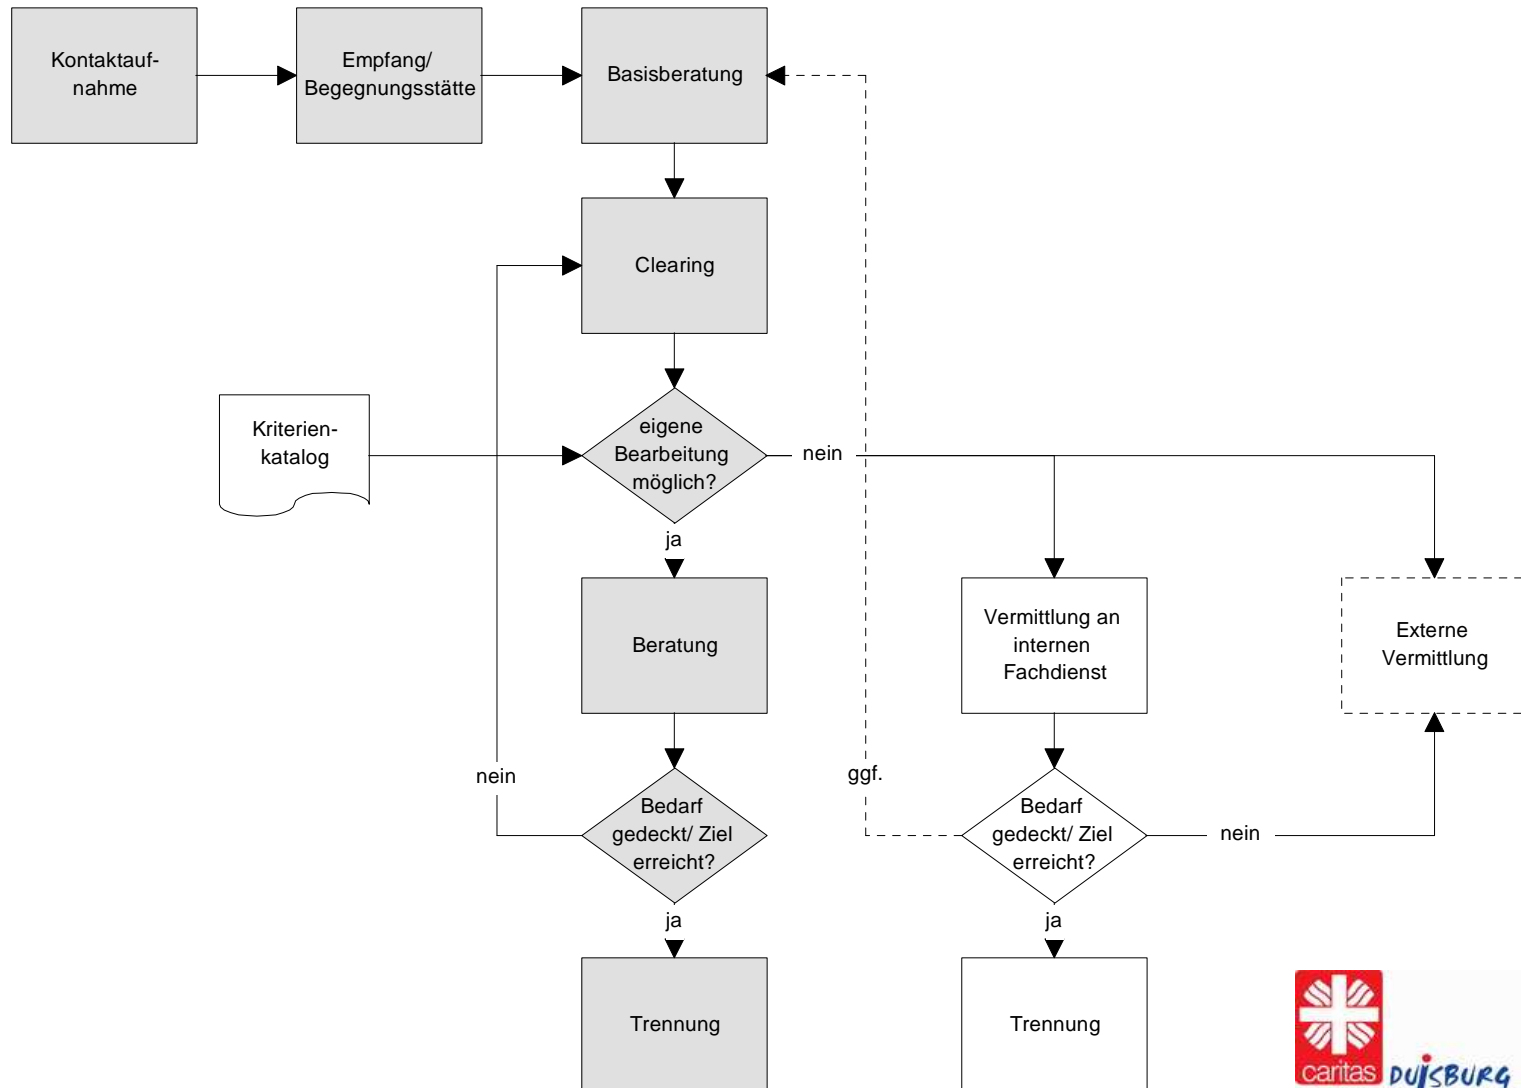 Kontaktauf-
nahme
Empfang/
Begegnungsstätte
Basisberatung
Clearing
Kriterien-
katalog
eigene
Bearbeitung
möglich?
nein
ja
Beratung
Vermittlung an
internen
Fachdienst
Externe
Vermittlung
nein
ggf.
Bedarf
gedeckt/ Ziel
erreicht?
Bedarf
gedeckt/ Ziel
erreicht?
nein
ja
ja
Trennung
Trennung
caritas DUiSBURG